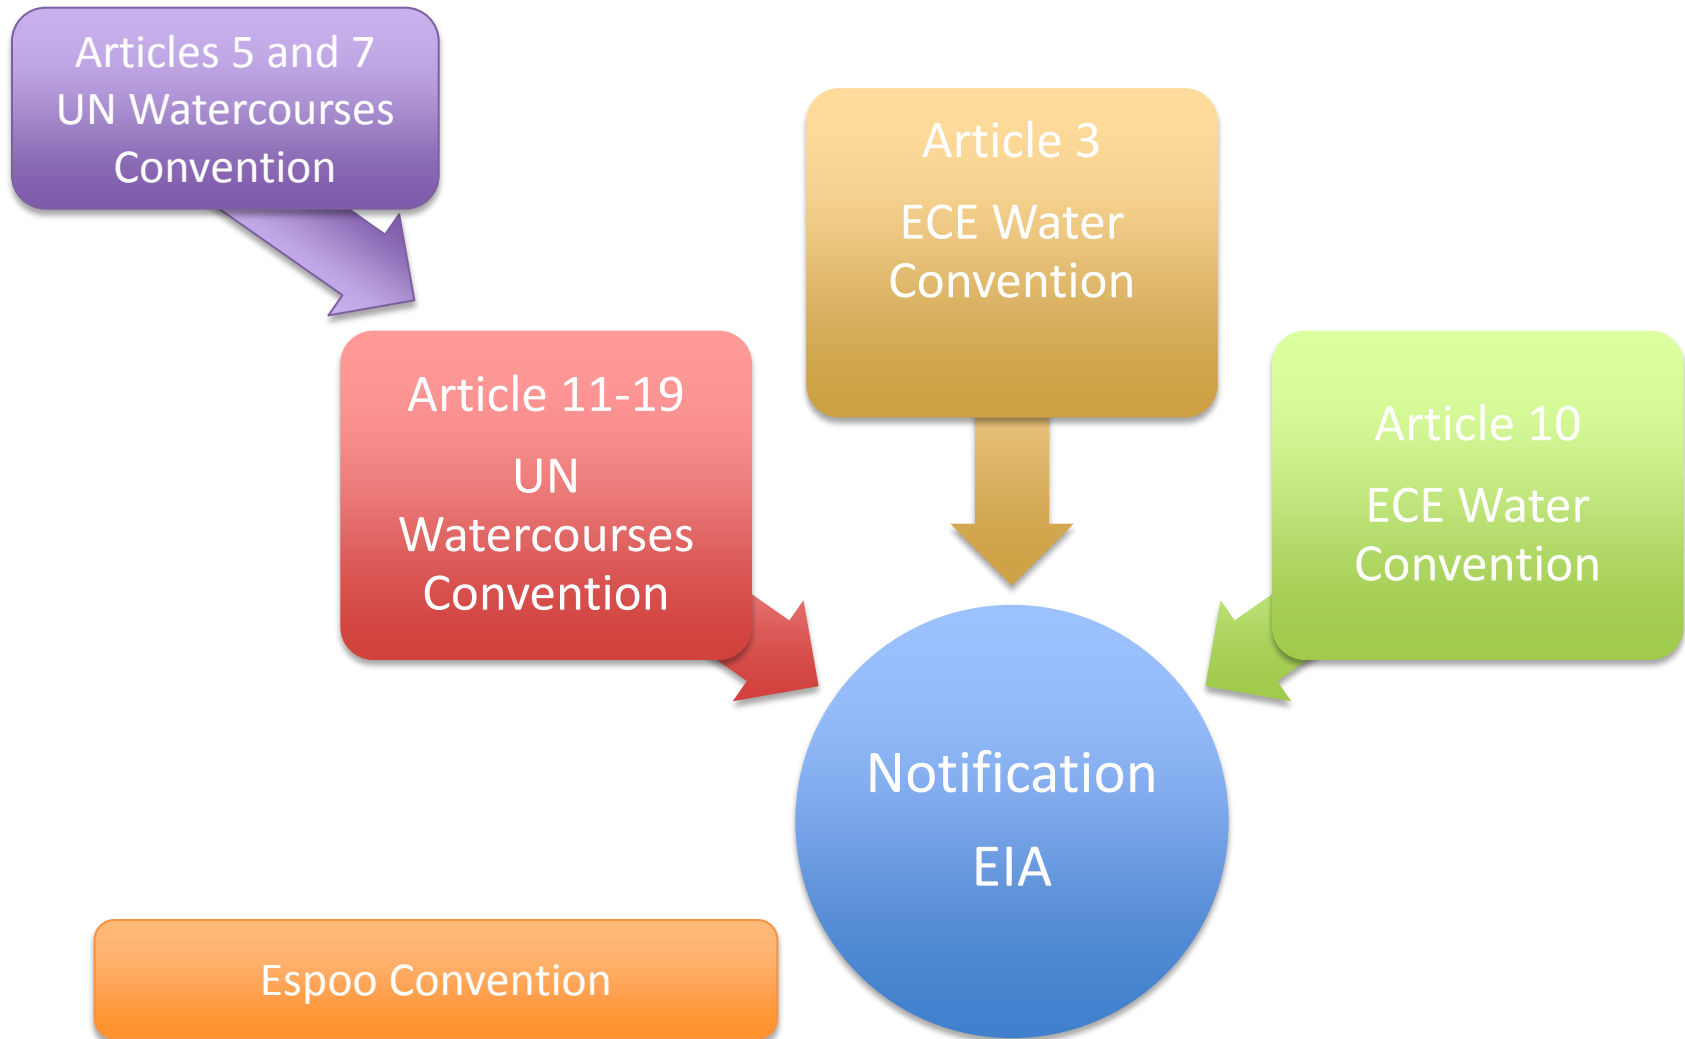 Articles 5 and 7
UN Watercourses
Convention
Article 3
ECE Water
Convention
Article 11-19
UN
Watercourses
Convention
Article 10
ECE Water
Convention
Notification
EIA
Espoo Convention